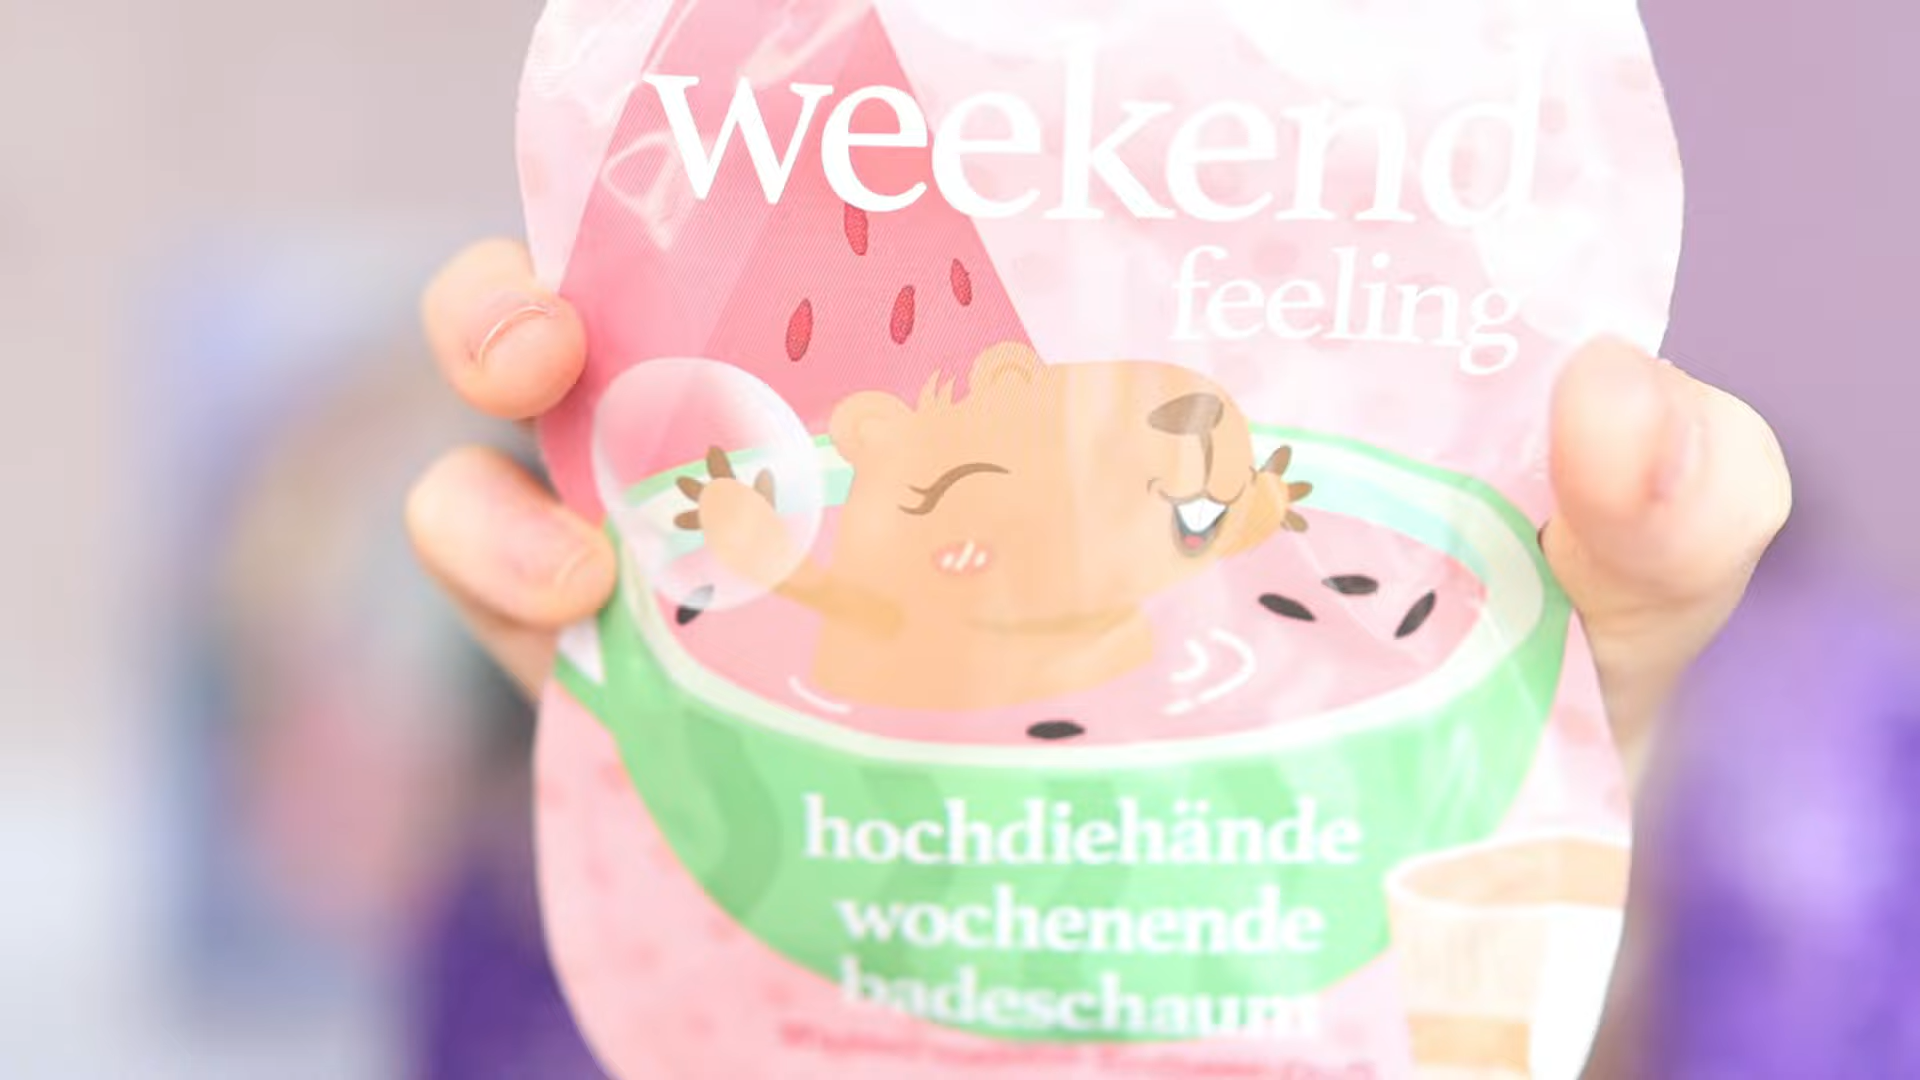 weekend
feeling
hochdiehände
wochenende
badeschaum